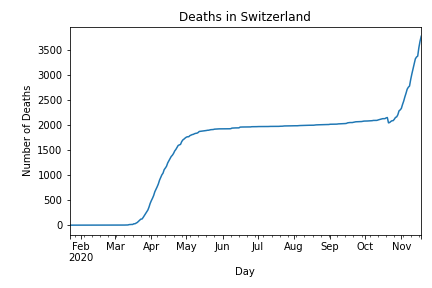 Deaths in Switzerland
Number of Deaths
3500
3000
2500
2000
1500
1000
500
0
Feb Mar Apr May Jun Jul Aug Sep Oct Nov
2020
Day